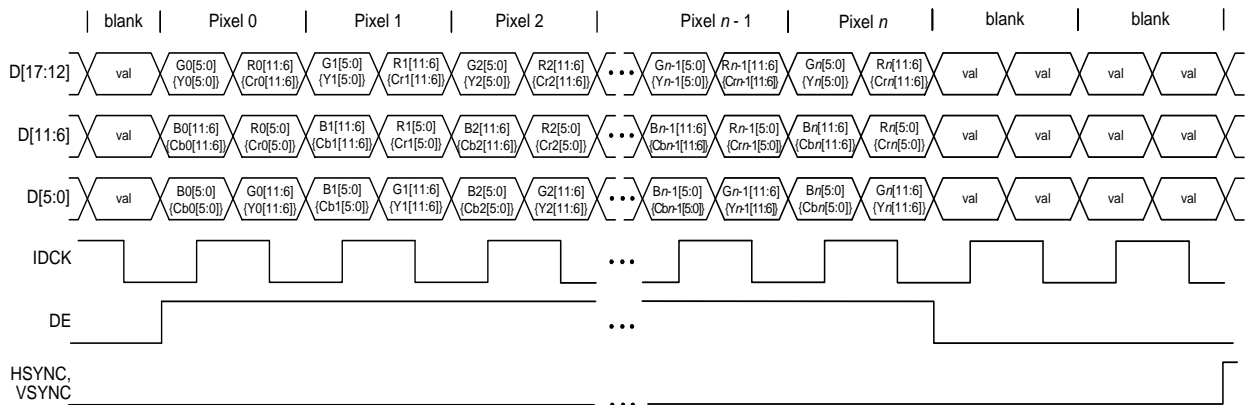 blank Pixel 0 Pixel 1 Pixel 2 Pixel n - 1 Pixel n blank blank
D[17:12] val G0[5:0] R0[11:6] G1[5:0] R1[11:6] G2[5:0] R2[11:6] ••• Gn-1[5:0] Rn-1[11:6] Gn[5:0] Rn[11:6] val val val val
{Y0[5:0]} {Cr0[11:6]} {Y1[5:0]} {Cr1[11:6]} {Y2[5:0]} {Cr2[11:6]} {Yn-1[5:0]} {Crn-1[11:6]} {Yn[5:0]} {Crn[11:6]}
D[11:6] val B0[11:6] R0[5:0] B1[11:6] R1[5:0] B2[11:6] R2[5:0] ••• Bn-1[11:6] Rn-1[5:0] Bn[11:6] Rn[5:0] val val val val
{Cb0[11:6]} {Cr0[5:0]} {Cb1[11:6]} {Cr1[5:0]} {Cb2[11:6]} {Cr2[5:0]} {Cbn-1[11:6]} {Crn-1[5:0]} {Cbn[11:6]} {Crn[5:0]}
D[5:0] val B0[5:0] G0[11:6] B1[5:0] G1[11:6] B2[5:0] G2[11:6] ••• Bn-1[5:0] Gn-1[11:6] Bn[5:0] Gn[11:6] val val val val
{Cb0[5:0]} {Y0[11:6]} {Cb1[5:0]} {Y1[11:6]} {Cb2[5:0]} {Y2[11:6]} {Cbn-1[5:0]} {Yn-1[11:6]} {Cbn[5:0]} {Yn[11:6]}
IDCK •••
DE •••
HSYNC,
VSYNC •••